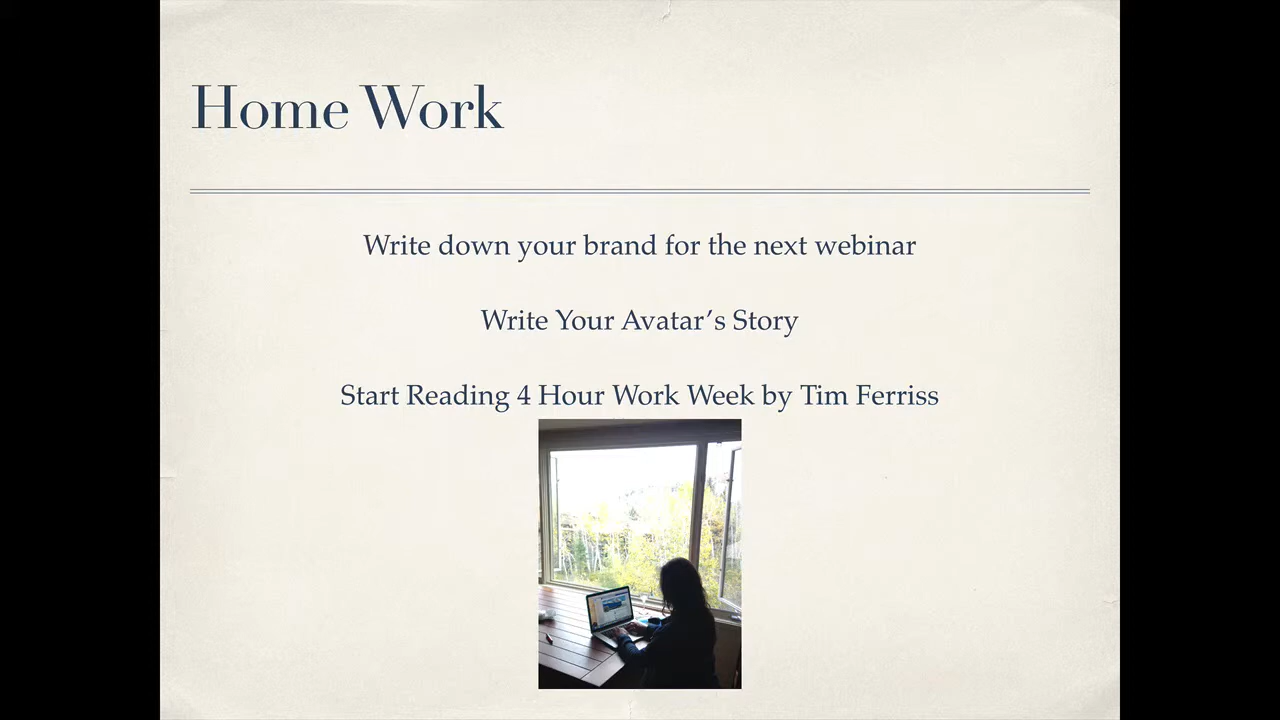 Home Work
Write down your brand for the next webinar
Write Your Avatar’s Story
Start Reading 4 Hour Work Week by Tim Ferriss